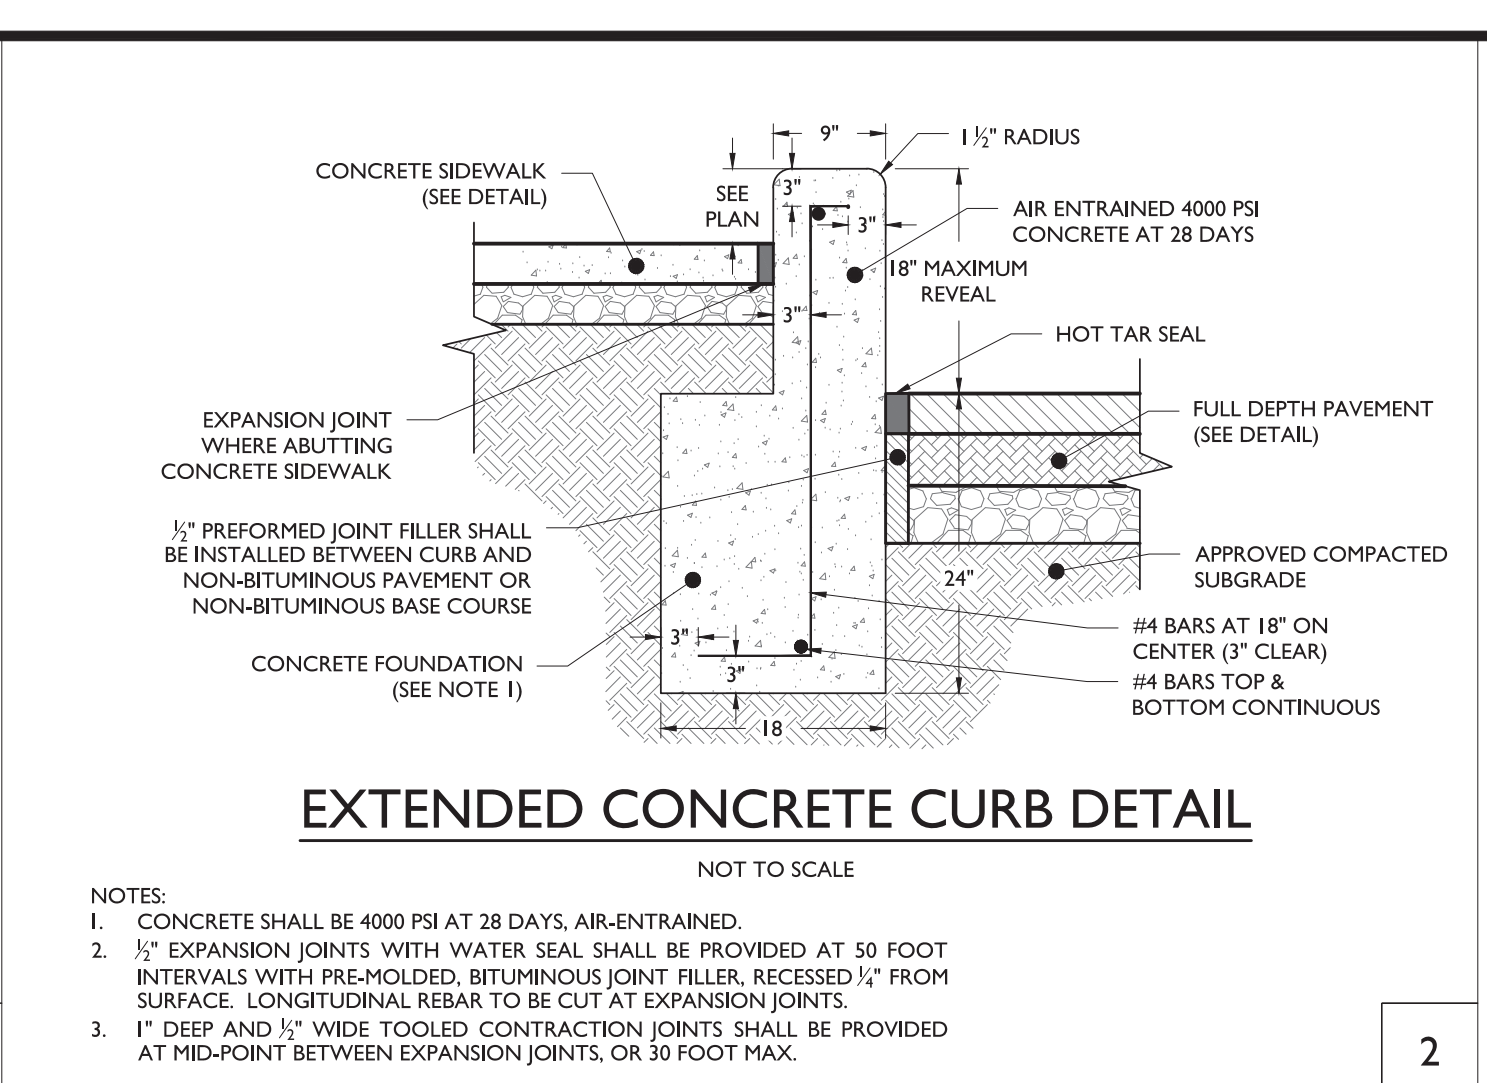 9"
1 ½" RADIUS
CONCRETE SIDEWALK
(SEE DETAIL)
SEE
PLAN
3"
3"
AIR ENTRAINED 4000 PSI
CONCRETE AT 28 DAYS
18" MAXIMUM
REVEAL
3"
HOT TAR SEAL
EXPANSION JOINT
WHERE ABUTTING
CONCRETE SIDEWALK
FULL DEPTH PAVEMENT
(SEE DETAIL)
½" PREFORMED JOINT FILLER SHALL
BE INSTALLED BETWEEN CURB AND
NON-BITUMINOUS PAVEMENT OR
NON-BITUMINOUS BASE COURSE
APPROVED COMPACTED
SUBGRADE
24"
3"
#4 BARS AT 18" ON
CENTER (3" CLEAR)
CONCRETE FOUNDATION
(SEE NOTE 1)
3"
#4 BARS TOP &
BOTTOM CONTINUOUS
18
EXTENDED CONCRETE CURB DETAIL
NOT TO SCALE
NOTES:
1. CONCRETE SHALL BE 4000 PSI AT 28 DAYS, AIR-ENTRAINED.
2. ½" EXPANSION JOINTS WITH WATER SEAL SHALL BE PROVIDED AT 50 FOOT
INTERVALS WITH PRE-MOLDED, BITUMINOUS JOINT FILLER, RECESSED ¼" FROM
SURFACE. LONGITUDINAL REBAR TO BE CUT AT EXPANSION JOINTS.
3. 1" DEEP AND ½" WIDE TOOLED CONTRACTION JOINTS SHALL BE PROVIDED
AT MID-POINT BETWEEN EXPANSION JOINTS, OR 30 FOOT MAX.
2